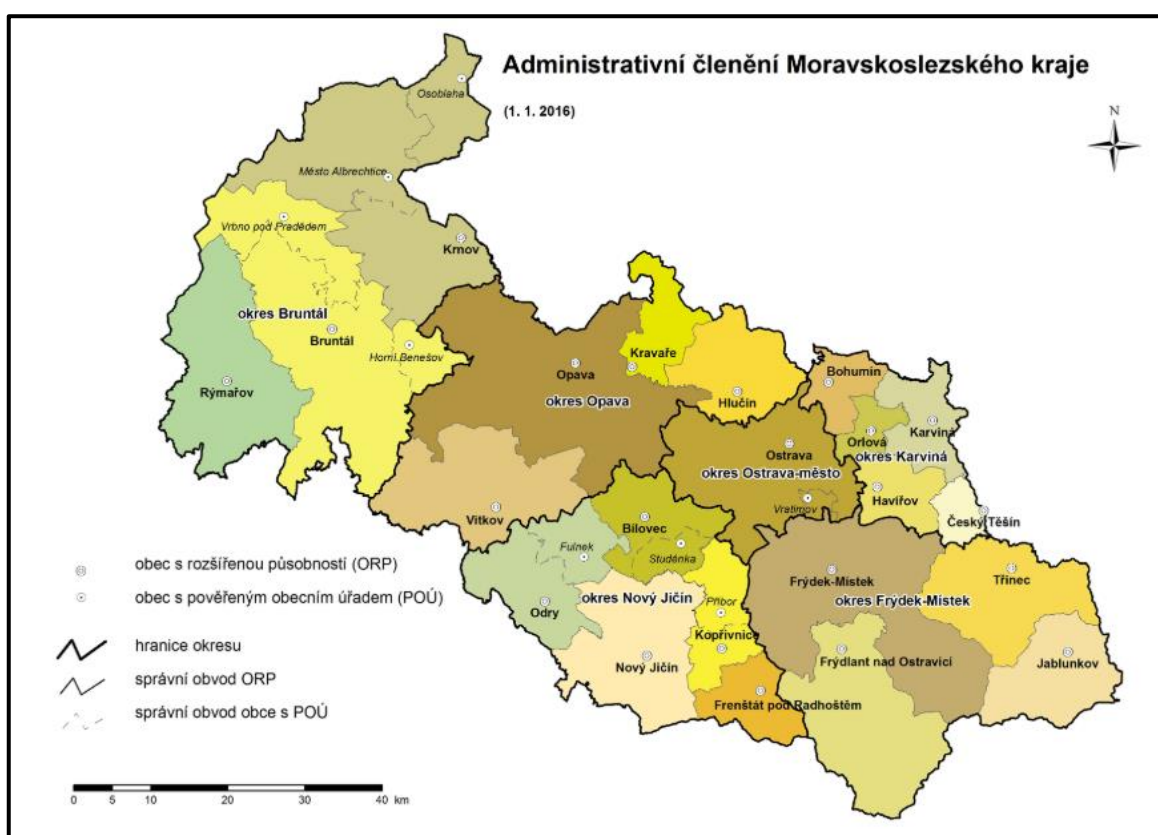 Administrativní členění Moravskoslezského kraje
(1. 1. 2016)
N
Osoblaha
Město Albrechtice
Vrbno pod Pradědem
Krnov
okres Bruntál
Bruntál
Horní Benešov
Rýmařov
Kravaře
Opava
okres Opava
Hlučín
Bohumín
Karviná
Orlová
okres Karviná
Ostrava
okres Ostrava-město
Havířov
Vratimov
Český Těšín
Vítkov
Bílovec
Fulnek
Studénka
Odry
okres Nový Jičín
Příbor
Kopřivnice
Nový Jičín
Frenštát pod Radhoštěm
Frýdek-Místek
okres Frýdek-Místek
Třinec
Frýdlant nad Ostravicí
Jablunkov
obec s rozšířenou působností (ORP)
obec s pověřeným obecním úřadem (POÚ)
hranice okresu
správní obvod ORP
správní obvod obce s POÚ
0 5 10 20 30 40 km